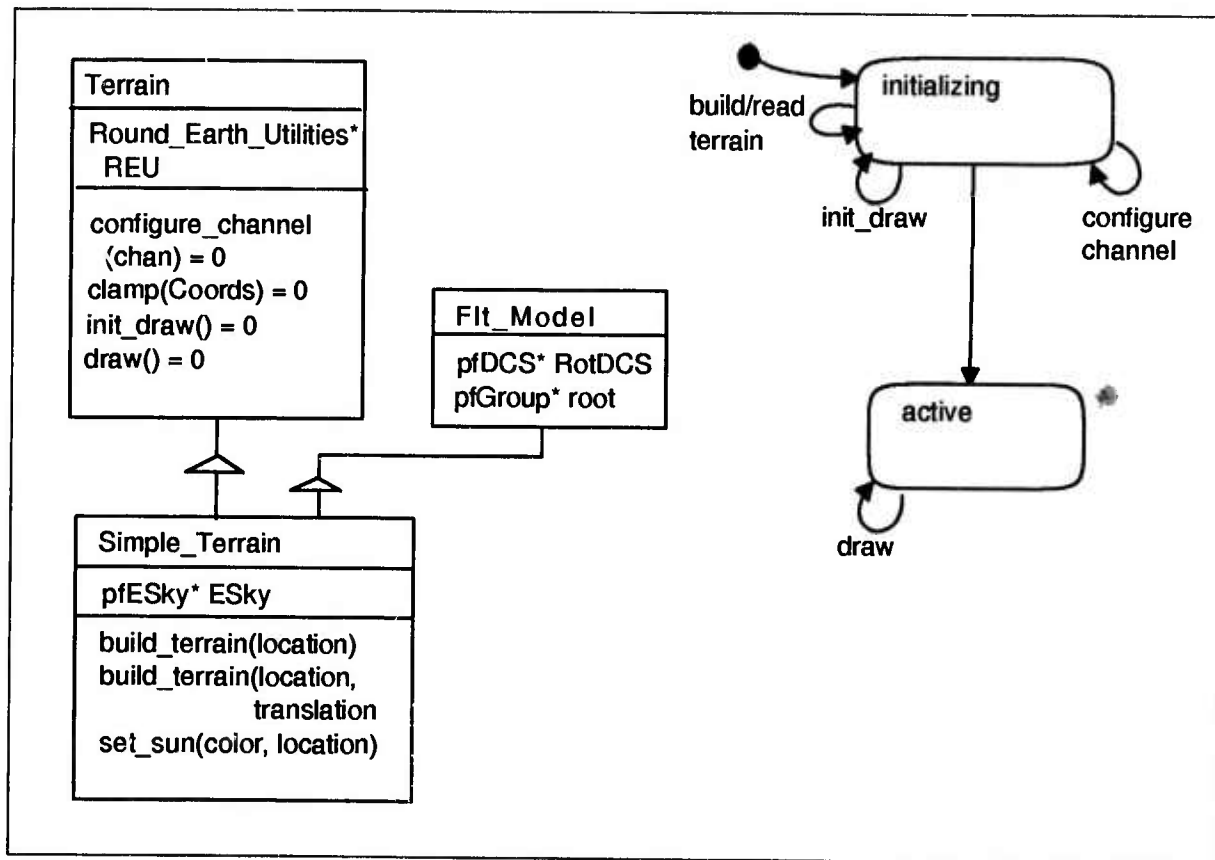 Terrain
Round_Earth_Utilities*
REU
configure_channel
(chan) = 0
clamp(Coords) = 0
init_draw() = 0
draw() = 0
Flt_Model
pfDCS* RotDCS
pfGroup* root
Simple_Terrain
pfESky* ESky
build_terrain(location)
build_terrain(location,
translation
set_sun(color, location)
initializing
build/read
terrain
init_draw
configure
channel
active
draw